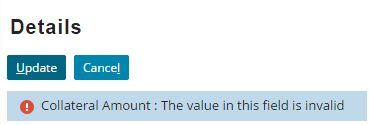 Details
Update Cancel
Collateral Amount : The value in this field is invalid